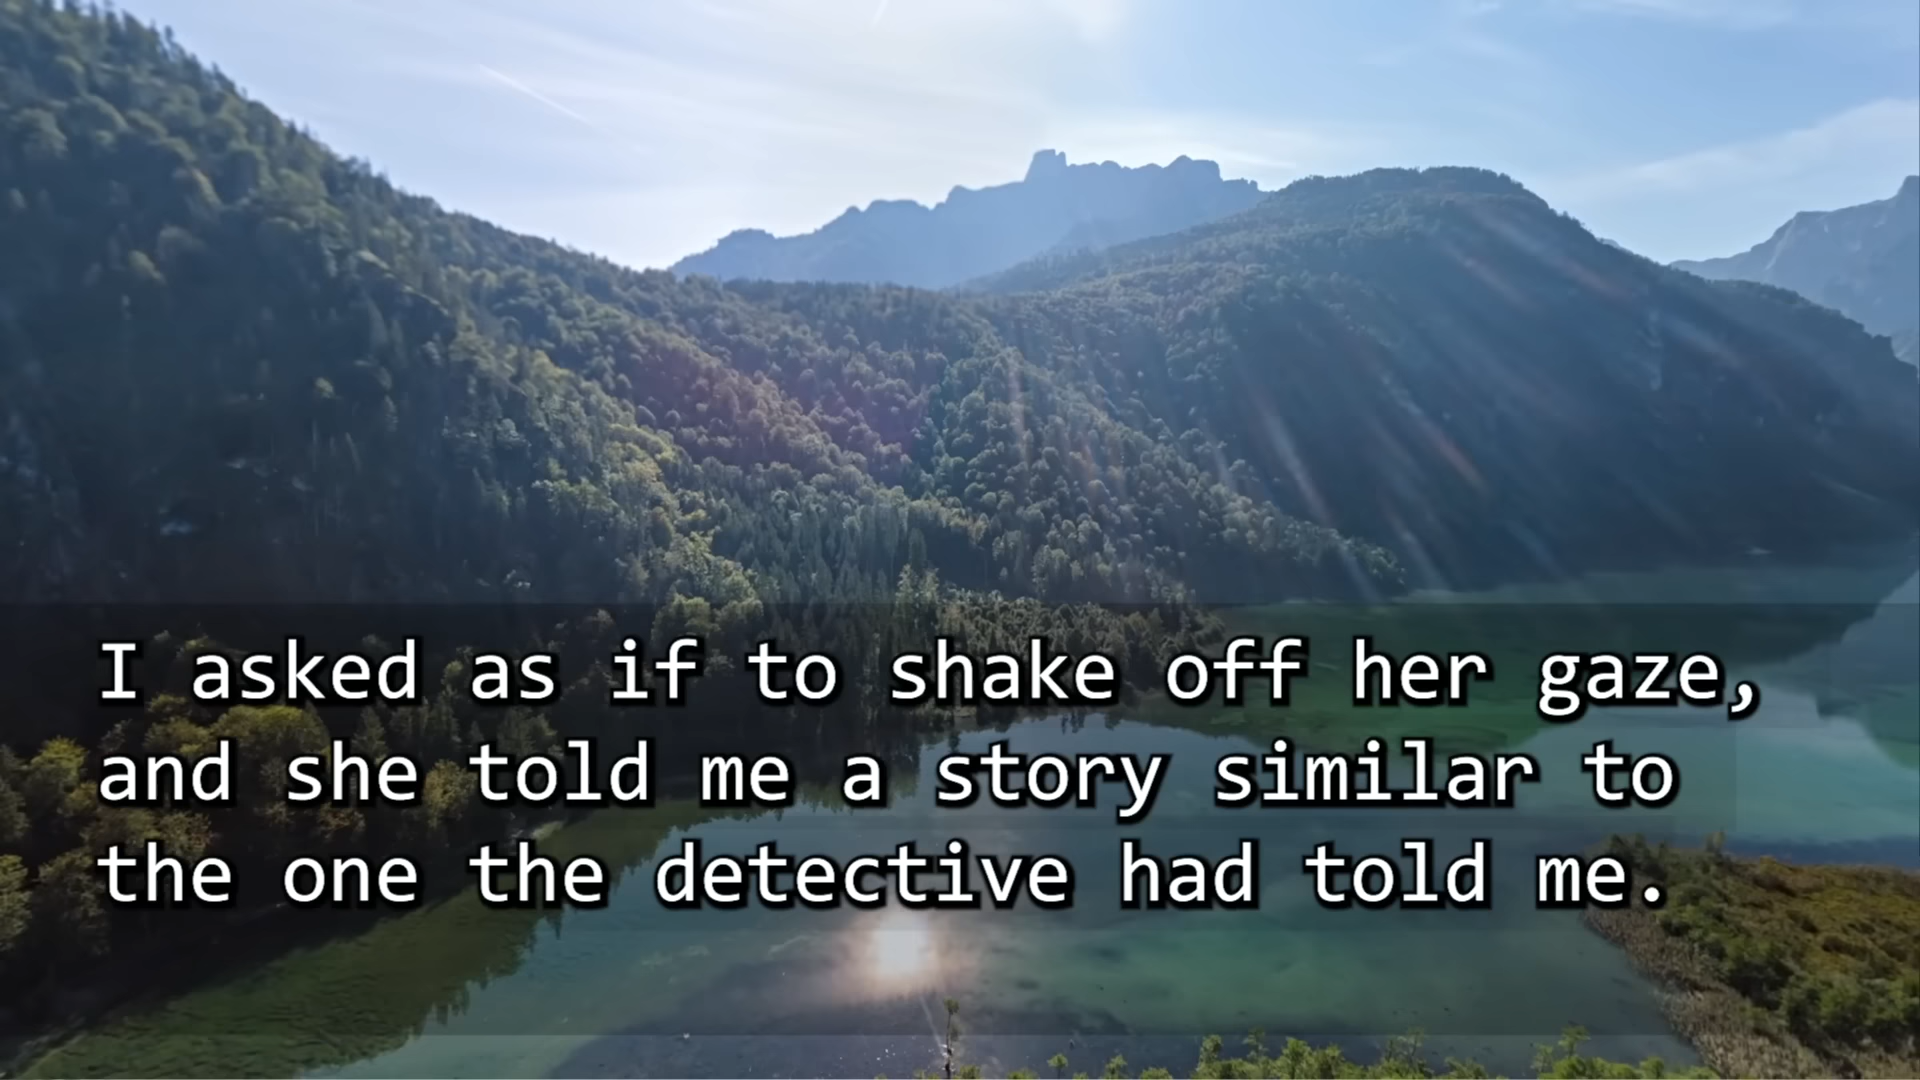 I asked as if to shake off her gaze,
and she told me a story similar to
the one the detective had told me.